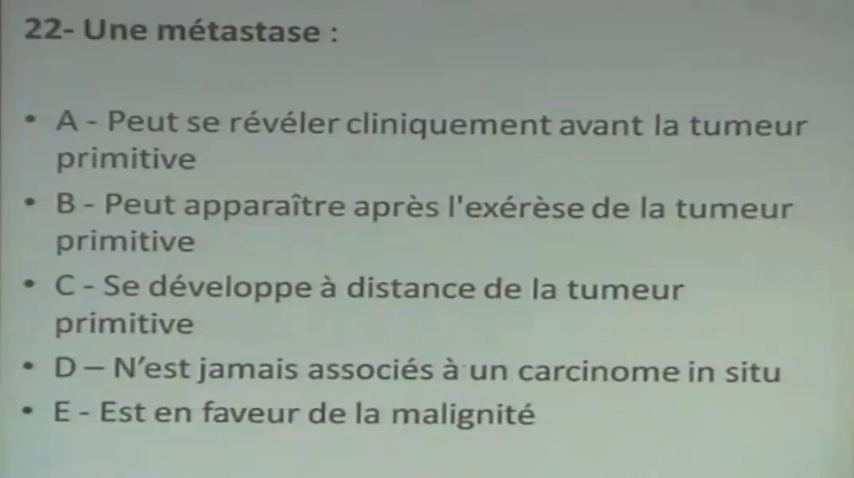 22- Une métastase :
• A - Peut se révéler cliniquement avant la tumeur
primitive
• B - Peut apparaître après l'exérèse de la tumeur
primitive
• C - Se développe à distance de la tumeur
primitive
• D – N’est jamais associés à un carcinome in situ
• E - Est en faveur de la malignité